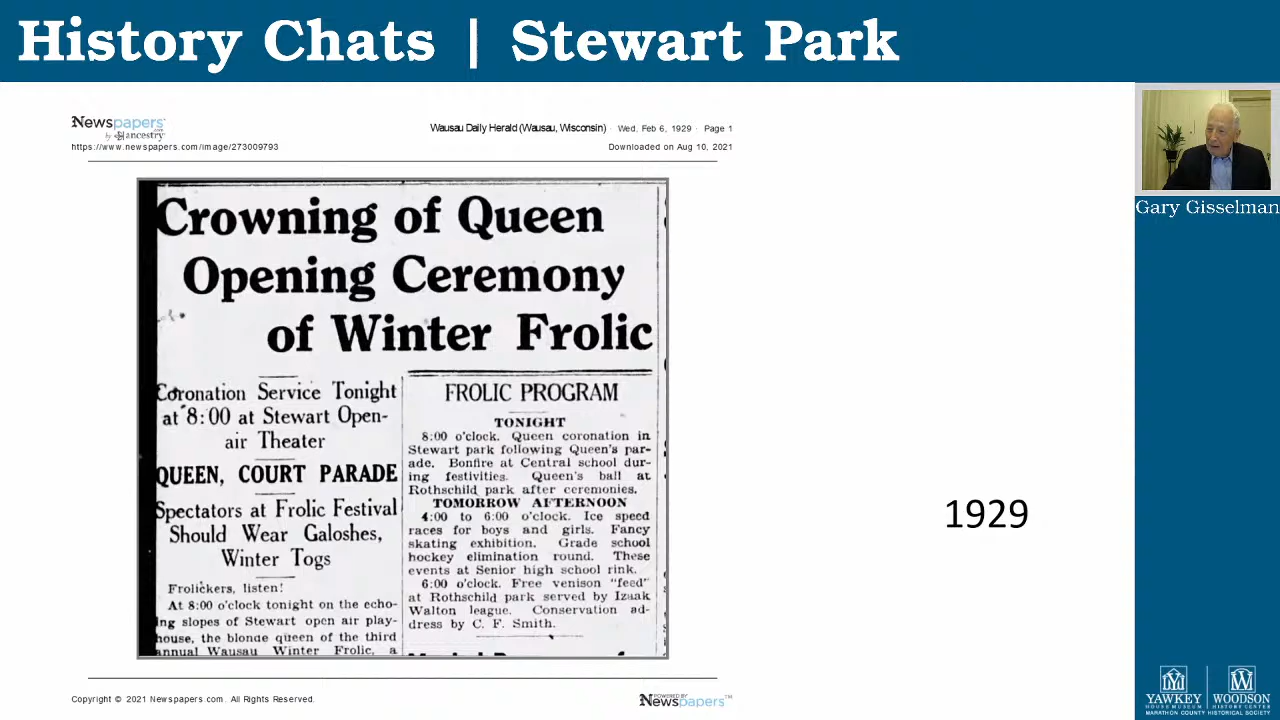 History Chats | Stewart Park
Newspapers.com
by ancestry
Wausau Daily Herald (Wausau, Wisconsin) · Wed, Feb 6, 1929 · Page 1
https://www.newspapers.com/image/273009793
Downloaded on Aug 10, 2021
Crowning of Queen
Opening Ceremony
of Winter Frolic
Coronation Service Tonight
at 8:00 at Stewart Open-
air Theater
QUEEN, COURT PARADE
Spectators at Frolic Festival
Should Wear Galoshes,
Winter Togs
Frolickers, listen!
At 8:00 o'clock tonight on the echo-
ing slopes of Stewart open air play-
house, the blonde queen of the third
annual Wausau Winter Frolic, a
FROLIC PROGRAM
TONIGHT
8:00 o'clock. Queen coronation in
Stewart park following Queen's par-
ade. Bonfire at Central school dur-
ing festivities. Queen's ball at
Rothschild park after ceremonies.
TOMORROW AFTERNOON
4:00 to 6:00 o'clock. Ice speed
races for boys and girls. Fancy
skating exhibition. Grade school
hockey elimination round. These
events at Senior high school rink.
6:00 o'clock. Free venison "feed"
at Rothschild park served by Izaak
Walton league. Conservation ad-
dress by C. F. Smith.
1929
Copyright © 2021 Newspapers.com. All Rights Reserved.
POWERED BY
Newspapers™
Gary Gisselman
YAWKEY
HOUSE MUSEUM
WOODSON
HISTORY CENTER
MARATHON COUNTY HISTORICAL SOCIETY